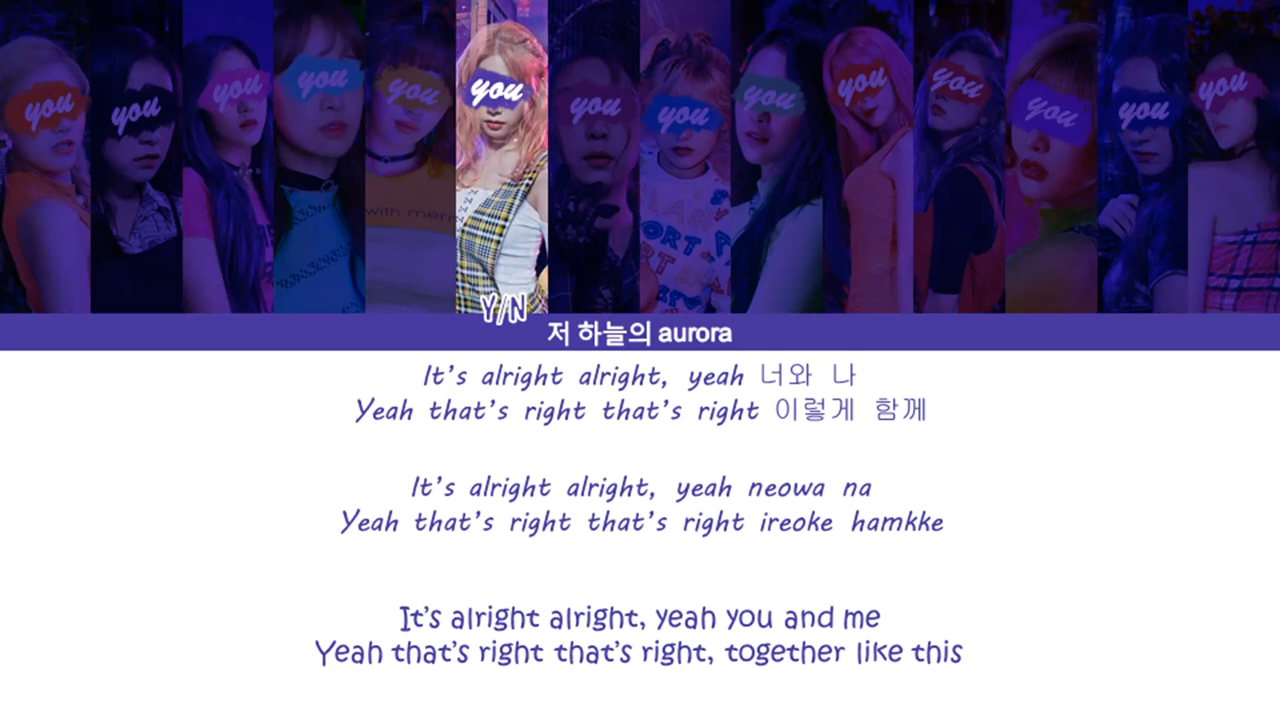 you you you you you you you you you you you you you you
with mem
Y/N
저 하늘의 aurora
It's alright alright, yeah 너와 나
Yeah that's right that's right 이렇게 함께
It's alright alright, yeah neowa na
Yeah that's right that's right ireoke hamkke
It's alright alright, yeah you and me
Yeah that's right that's right, together like this